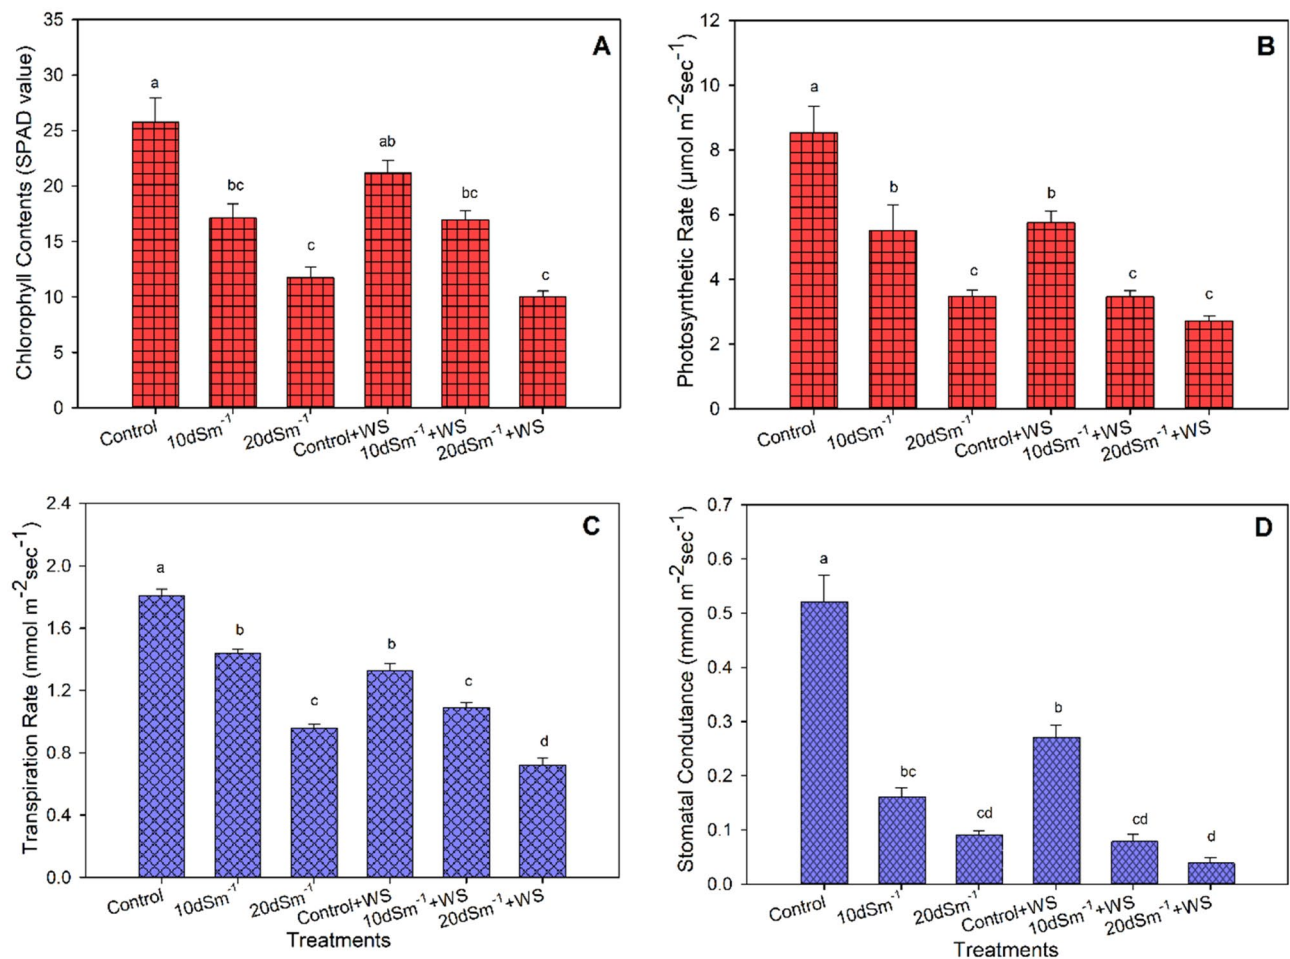 A
Chlorophyll Contents (SPAD value)
35
30
25
20
15
10
5
0
a
bc
c
ab
bc
c
Control
10dSm⁻¹
20dSm⁻¹
Control+WS
10dSm⁻¹+WS
20dSm⁻¹+WS
B
Photosynthetic Rate (µmol m⁻²sec⁻¹)
12
10
8
6
4
2
0
a
b
c
b
c
c
Control
10dSm⁻¹
20dSm⁻¹
Control+WS
10dSm⁻¹+WS
20dSm⁻¹+WS
C
Transpiration Rate (mmol m⁻²sec⁻¹)
2.4
2.0
1.6
1.2
0.8
0.4
0.0
a
b
c
b
c
d
Control
10dSm⁻¹
20dSm⁻¹
Control+WS
10dSm⁻¹+WS
20dSm⁻¹+WS
Treatments
D
Stomatal Condutance (mmol m⁻²sec⁻¹)
0.7
0.6
0.5
0.4
0.3
0.2
0.1
0.0
a
bc
cd
b
cd
d
Control
10dSm⁻¹
20dSm⁻¹
Control+WS
10dSm⁻¹+WS
20dSm⁻¹+WS
Treatments